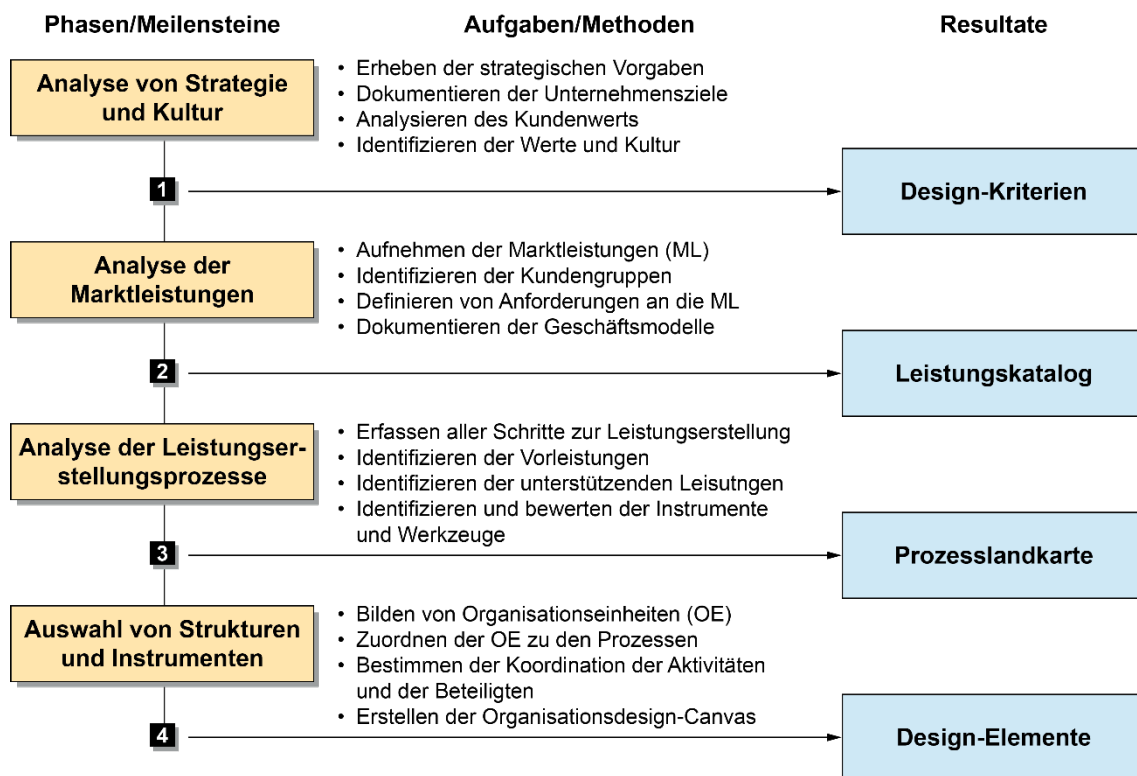 Phasen/Meilensteine
Aufgaben/Methoden
Resultate
Analyse von Strategie
und Kultur
• Erheben der strategischen Vorgaben
• Dokumentieren der Unternehmensziele
• Analysieren des Kundenwerts
• Identifizieren der Werte und Kultur
1
Design-Kriterien
Analyse der
Marktleistungen
• Aufnehmen der Marktleistungen (ML)
• Identifizieren der Kundengruppen
• Definieren von Anforderungen an die ML
• Dokumentieren der Geschäftsmodelle
2
Leistungskatalog
Analyse der Leistungser-
stellungsprozesse
• Erfassen aller Schritte zur Leistungserstellung
• Identifizieren der Vorleistungen
• Identifizieren der unterstützenden Leisutngen
• Identifizieren und bewerten der Instrumente
und Werkzeuge
3
Prozesslandkarte
Auswahl von Strukturen
und Instrumenten
• Bilden von Organisationseinheiten (OE)
• Zuordnen der OE zu den Prozessen
• Bestimmen der Koordination der Aktivitäten
und der Beteiligten
• Erstellen der Organisationsdesign-Canvas
4
Design-Elemente